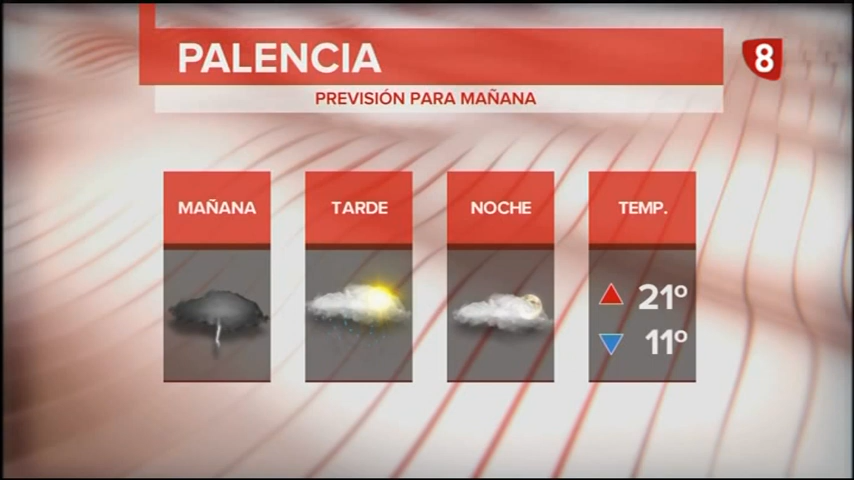 PALENCIA
8
PREVISIÓN PARA MAÑANA
MAÑANA
TARDE
NOCHE
TEMP.
21º
11º